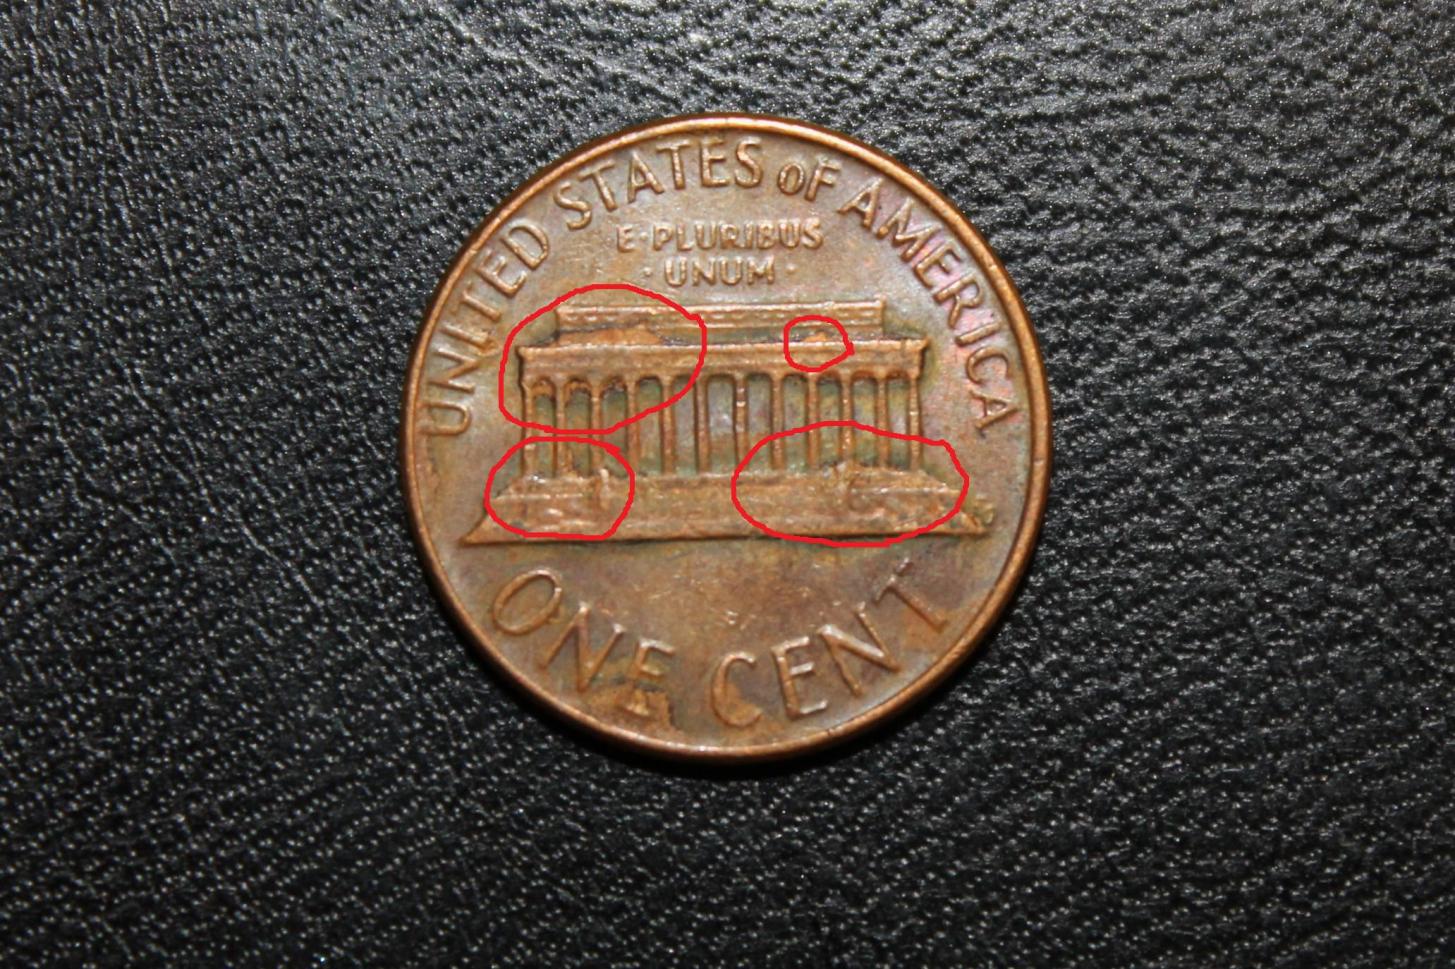 UNITED STATES OF AMERICA
E·PLURIBUS
·UNUM·
ONE CENT